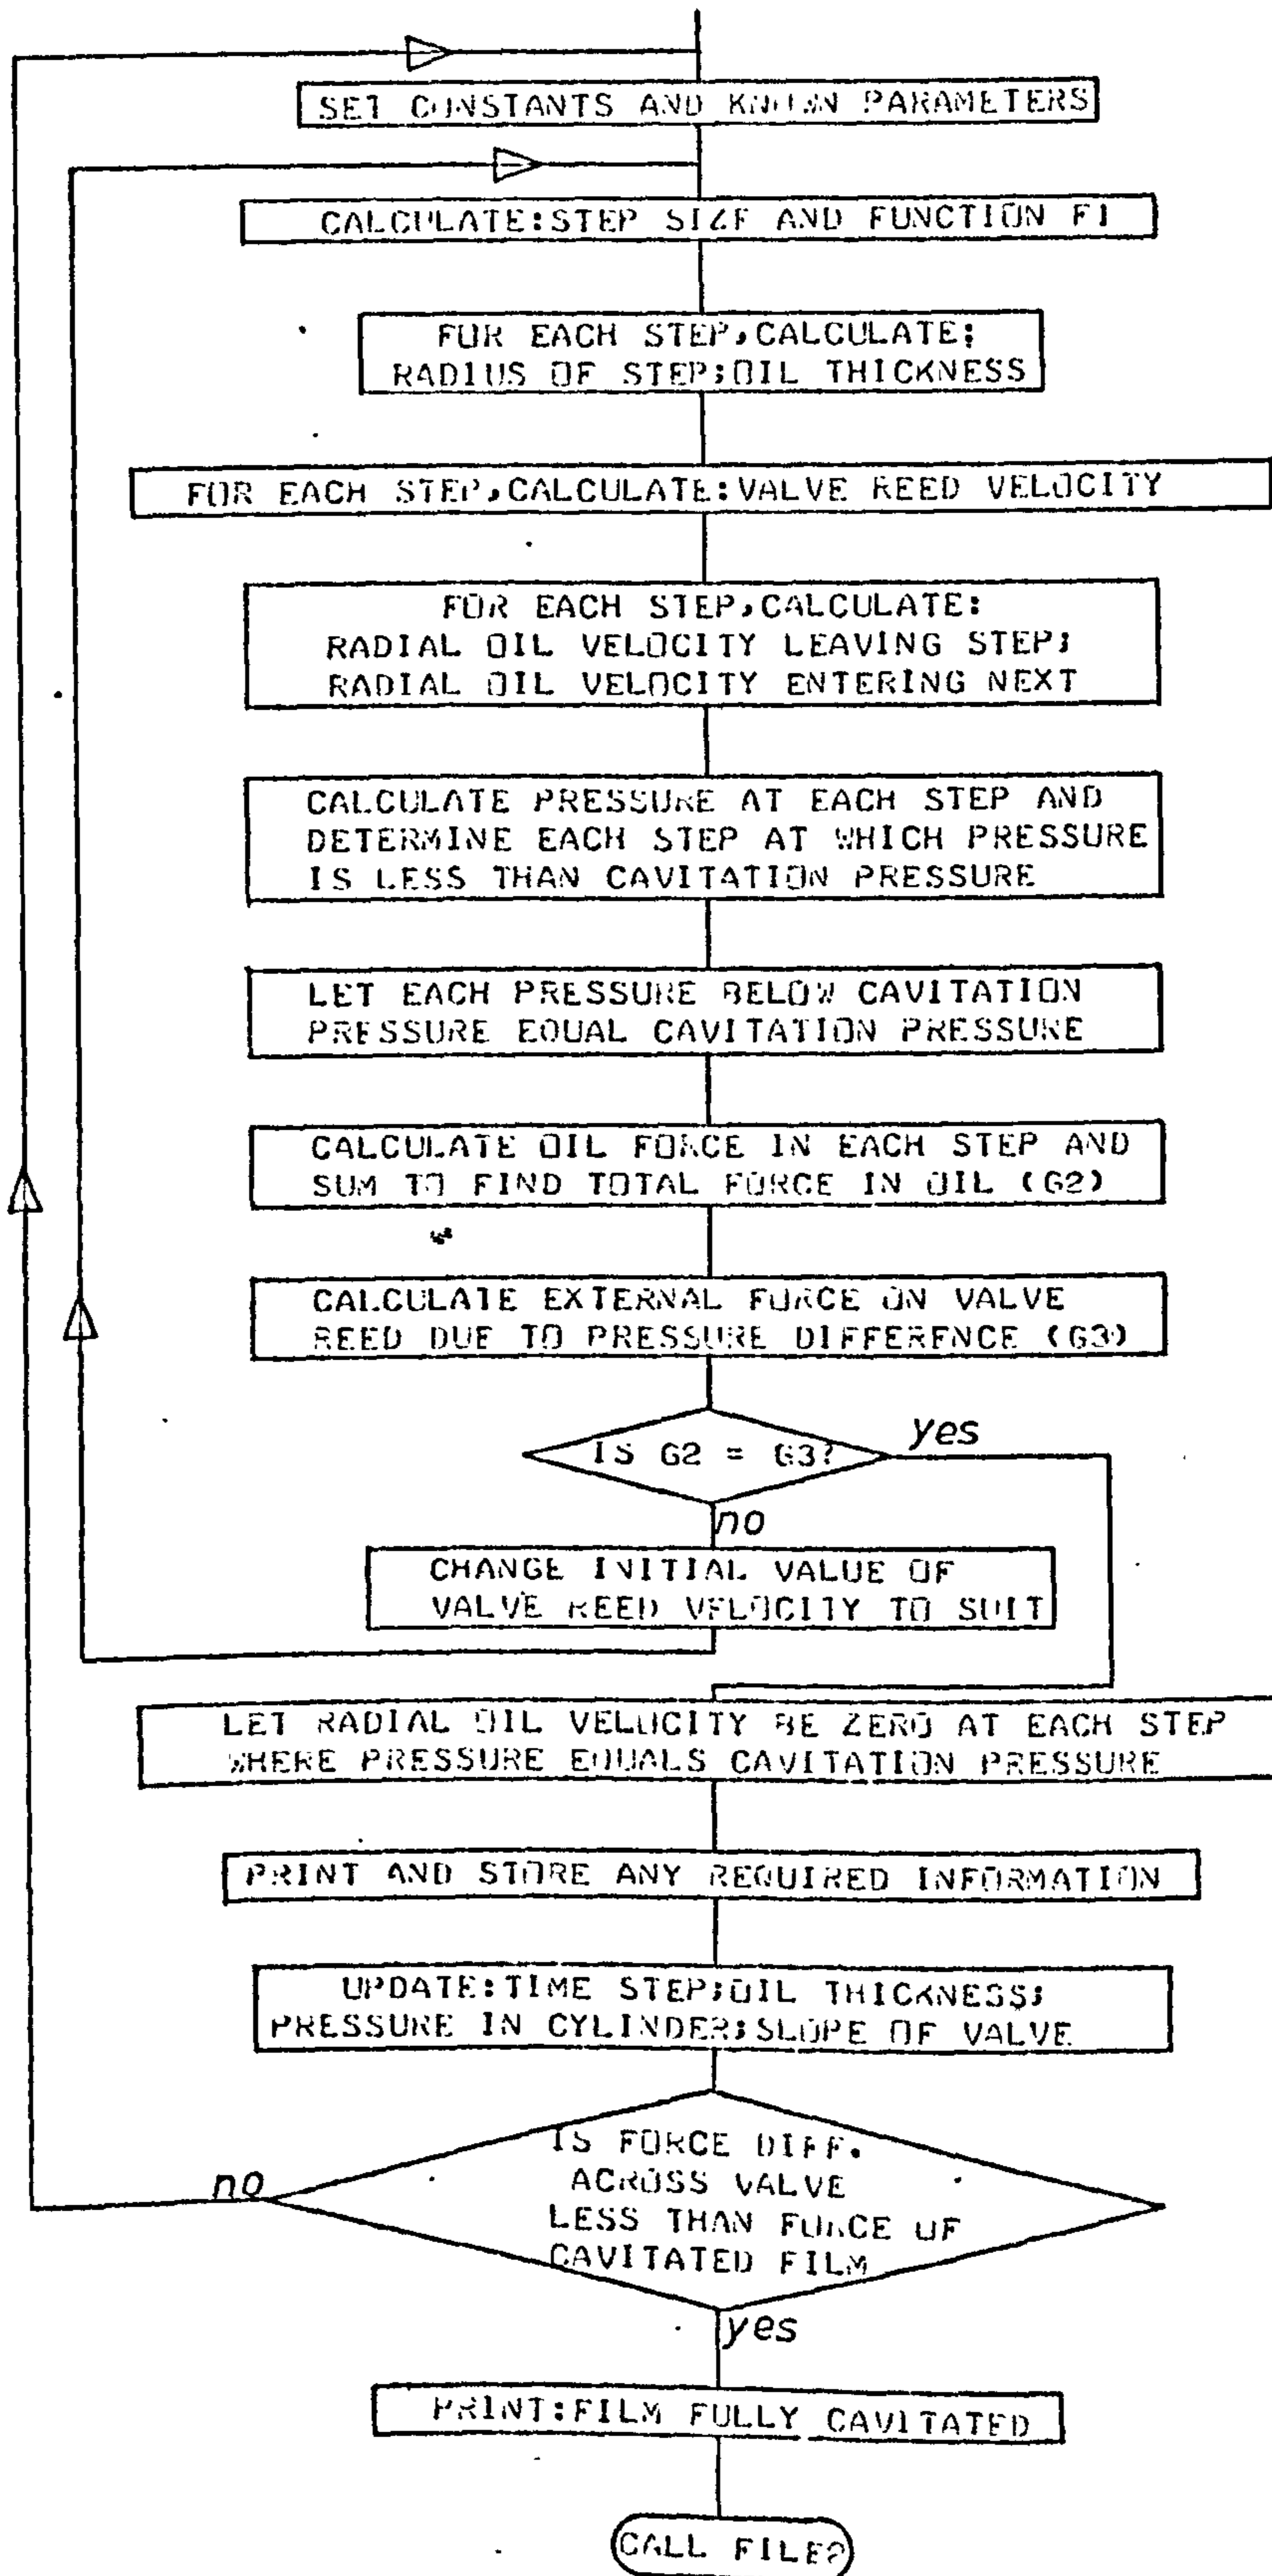 SET CONSTANTS AND KNOWN PARAMETERS
CALCULATE:STEP SIZE AND FUNCTION F1
FOR EACH STEP,CALCULATE;
RADIUS OF STEP;OIL THICKNESS
FOR EACH STEP,CALCULATE:VALVE REED VELOCITY
FOR EACH STEP,CALCULATE:
RADIAL OIL VELOCITY LEAVING STEP;
RADIAL OIL VELOCITY ENTERING NEXT
CALCULATE PRESSURE AT EACH STEP AND
DETERMINE EACH STEP AT WHICH PRESSURE
IS LESS THAN CAVITATION PRESSURE
LET EACH PRESSURE BELOW CAVITATION
PRESSURE EQUAL CAVITATION PRESSURE
CALCULATE OIL FORCE IN EACH STEP AND
SUM TO FIND TOTAL FORCE IN OIL (G2)
CALCULATE EXTERNAL FORCE ON VALVE
REED DUE TO PRESSURE DIFFERENCE (G3)
IS G2 = G3?
yes
no
CHANGE INITIAL VALUE OF
VALVE REED VELOCITY TO SUIT
LET RADIAL OIL VELOCITY BE ZERO AT EACH STEP
WHERE PRESSURE EQUALS CAVITATION PRESSURE
PRINT AND STORE ANY REQUIRED INFORMATION
UPDATE:TIME STEP;OIL THICKNESS;
PRESSURE IN CYLINDER;SLOPE OF VALVE
IS FORCE DIFF.
ACROSS VALVE
LESS THAN FORCE OF
CAVITATED FILM
no
yes
PRINT:FILM FULLY CAVITATED
CALL FILE2